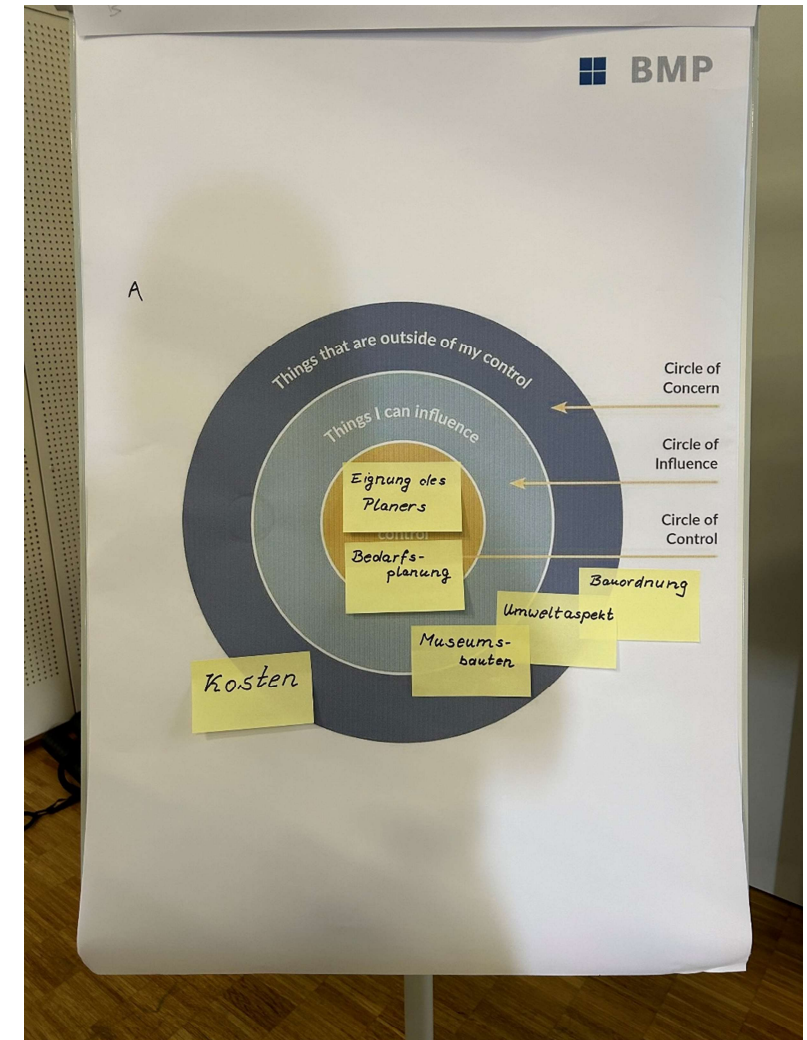 BMP
A
Things that are outside of my control
Circle of
Concern
Things I can influence
Circle of
Influence
Eignung des
Planers
Circle of
Control
control
Bedarfs-
planung
Bauordnung
Umweltaspekt
Museums-
bauten
Kosten